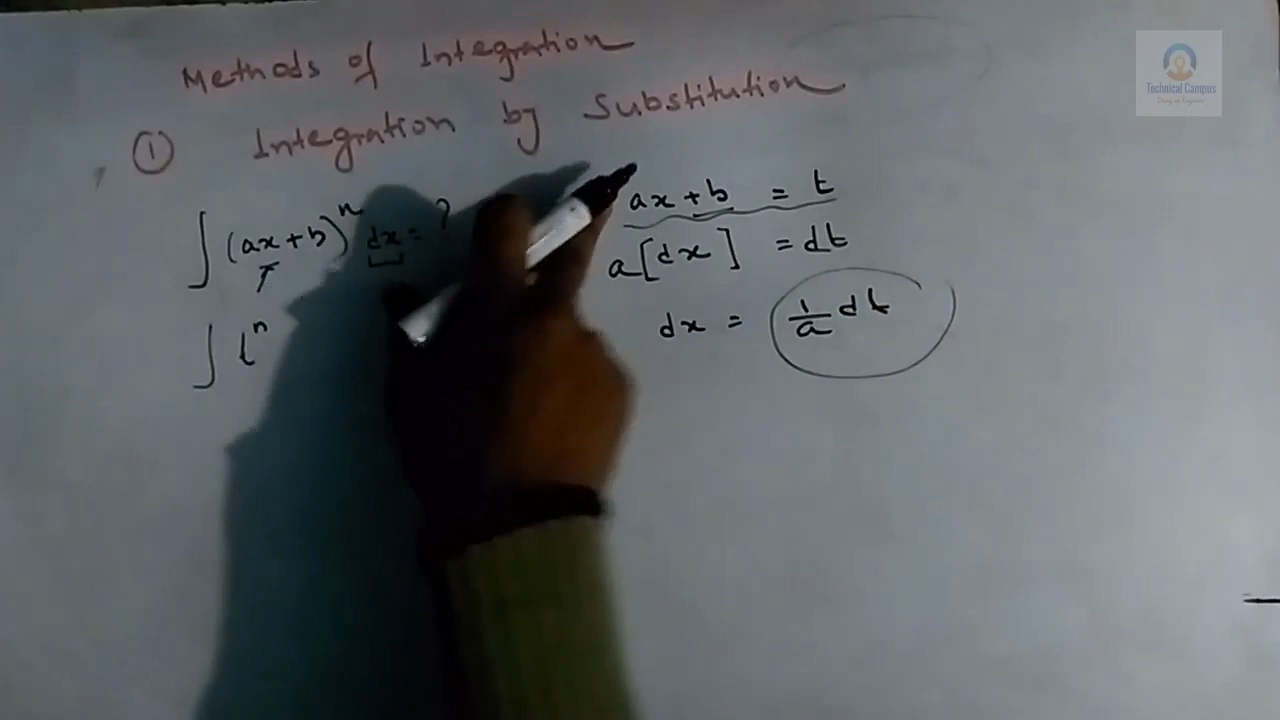 Methods of Integration
① Integration by Substitution
∫(ax+b)^n dx = ?
ax+b = t
a[dx] = dt
∫ t^n
dx = 1/a dt
Technical Campus